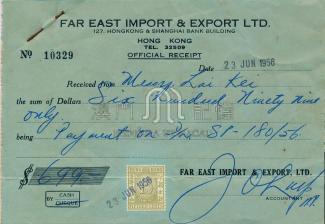 FAR EAST IMPORT & EXPORT LTD.
127, HONGKONG & SHANGHAI BANK BUILDING
HONG KONG
TEL. 32509
OFFICIAL RECEIPT
Nº 10329
Date 23 JUN 1956
Received from Messrs Lai Kei
the sum of Dollars Six Hundred Ninety nine
only
being Payment on SP-180/56.
$ 699.-
FAR EAST IMPORT & EXPORT LTD.
BY CASH
CHEQUE
23 JUN 1956
ACCOUNTANT